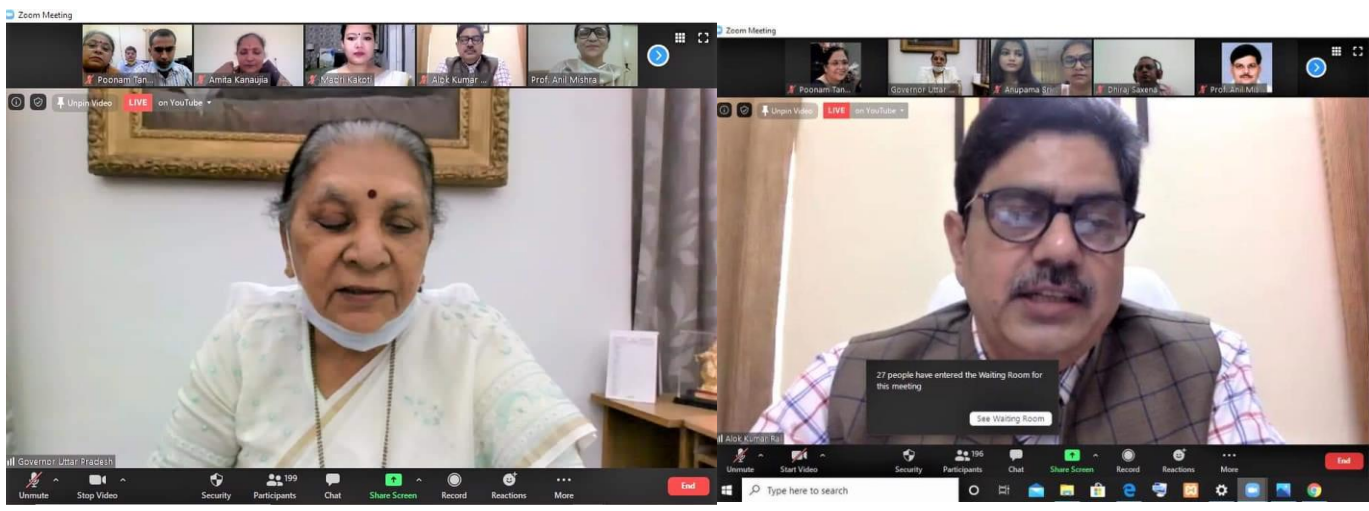 Zoom Meeting
Poonam Tan...
Amita Kanaujia
Madri Kakoti
Alok Kumar ...
Prof. Anil Mishra
Unpin Video
LIVE
on YouTube
Governor Uttar Pradesh
Unmute
Stop Video
Security
Participants
199
Chat
Share Screen
Record
Reactions
More
End
Zoom Meeting
Poonam Tan...
Governor Uttar ...
Anupama Sriv
Dhiraj Saxena
Prof. Anil Mis
Unpin Video
LIVE
on YouTube
27 people have entered the Waiting Room for
this meeting
See Waiting Room
Alok Kumar Rai
Unmute
Start Video
Security
Participants
196
Chat
Share Screen
Record
Reactions
More
End
Type here to search